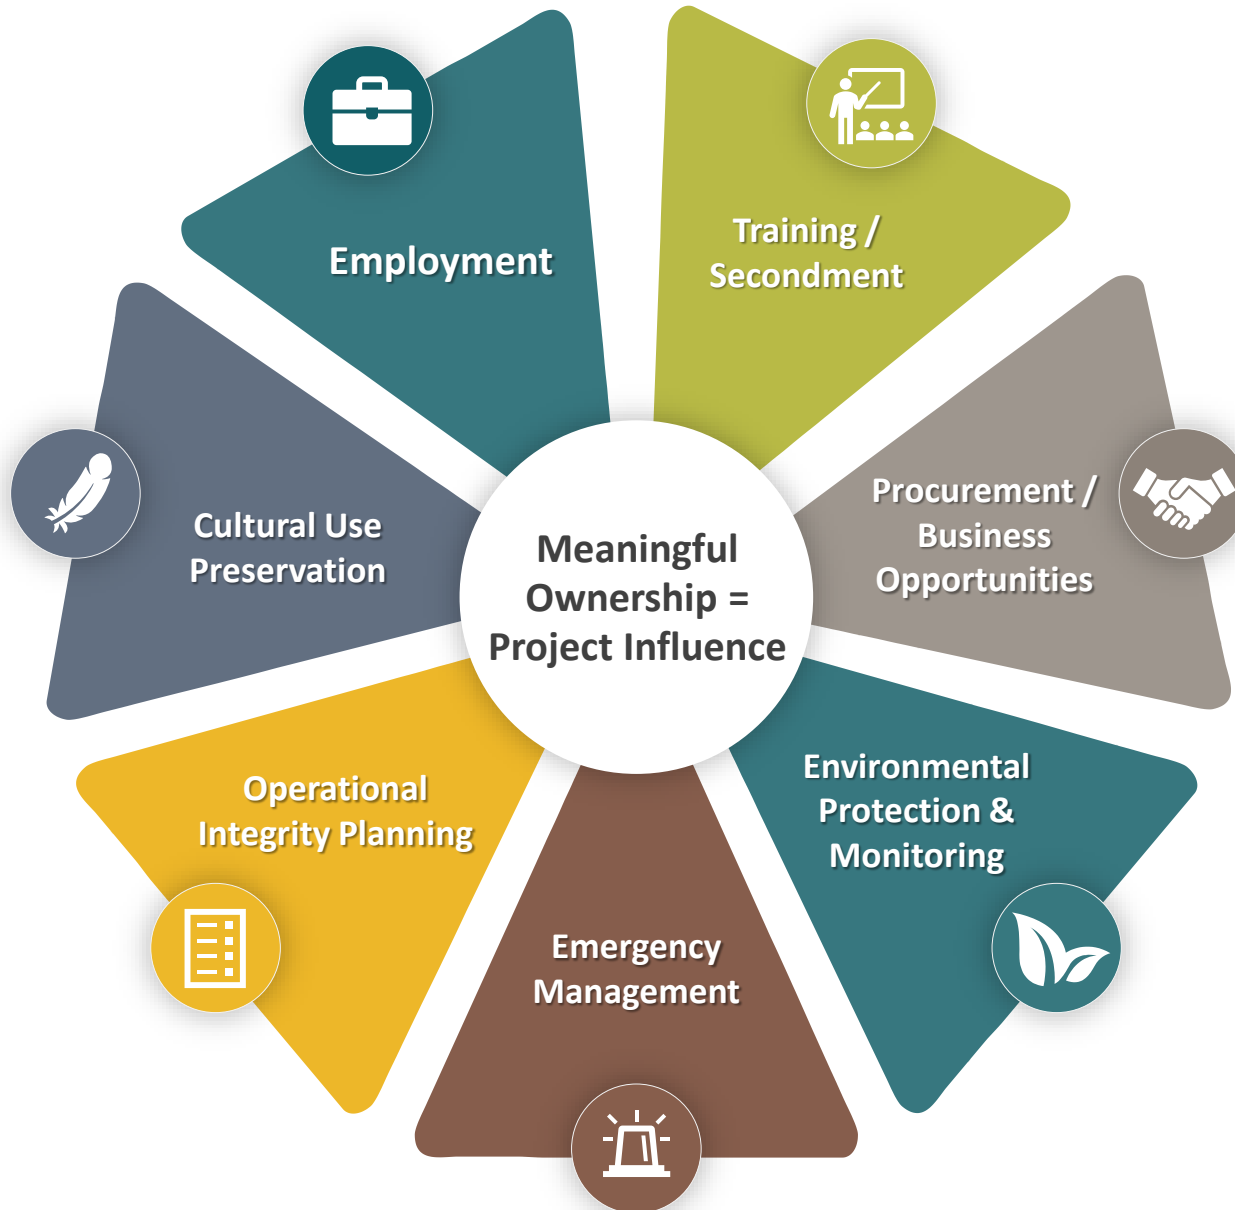 Employment
Training /
Secondment
Procurement /
Business
Opportunities
Environmental
Protection &
Monitoring
Emergency
Management
Operational
Integrity Planning
Cultural Use
Preservation
Meaningful
Ownership =
Project Influence